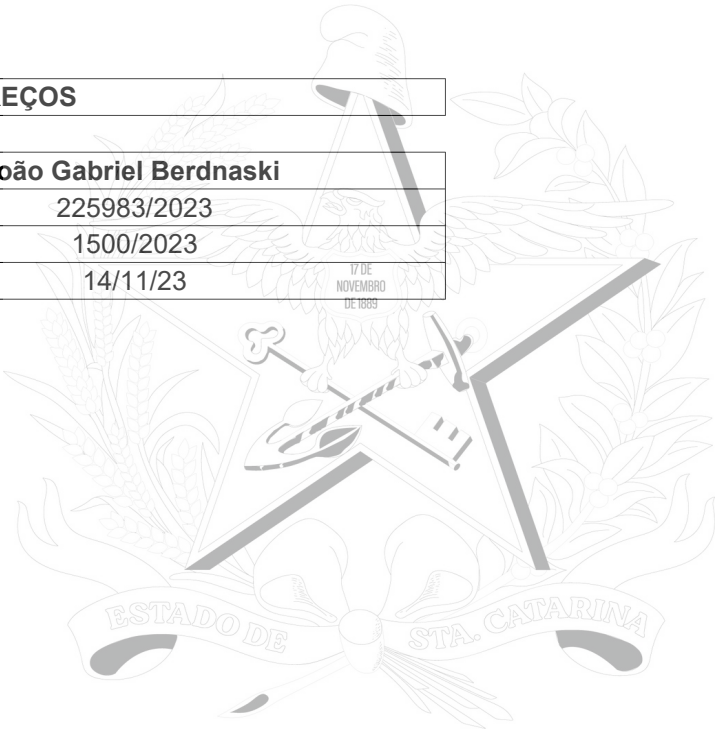 EÇOS
oão Gabriel Berdnaski
225983/2023
1500/2023
14/11/23
17 DE
NOVEMBRO
DE 1889
ESTADO DE STA. CATARINA